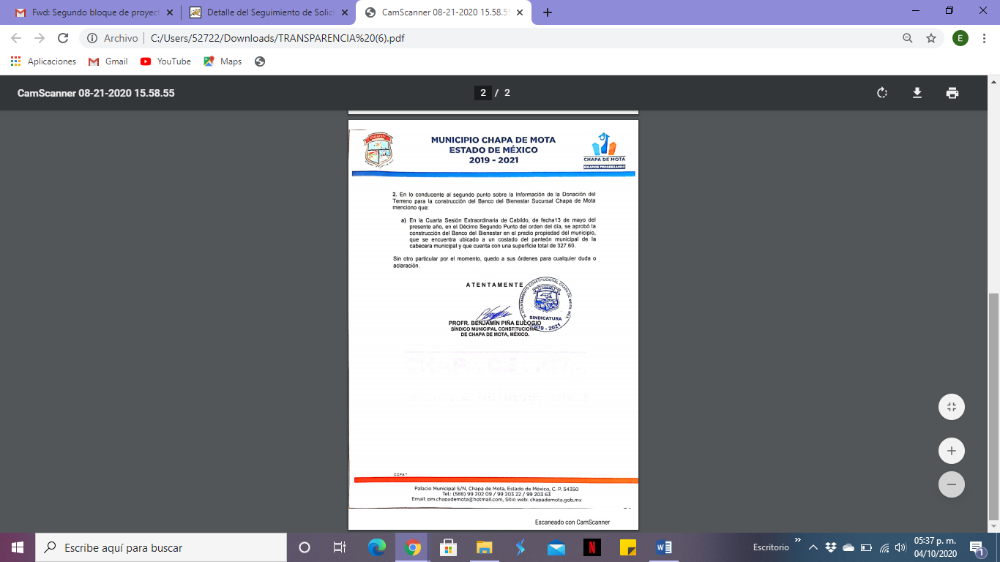 Fwd: Segundo bloque de proyect
Detalle del Seguimiento de Solici
CamScanner 08-21-2020 15.58.55
Archivo
C:/Users/52722/Downloads/TRANSPARENCIA%20(6).pdf
E
Aplicaciones
Gmail
YouTube
Maps
CamScanner 08-21-2020 15.58.55
2 / 2
MUNICIPIO CHAPA DE MOTA
ESTADO DE MÉXICO
2019 - 2021
CHAPA DE MOTA
SIGAMOS PROGRESANDO
2. En lo conducente al segundo punto sobre la Información de la Donación del
Terreno para la construcción del Banco del Bienestar Sucursal Chapa de Mota
menciono que:
a) En la Cuarta Sesión Extraordinaria de Cabildo, de fecha13 de mayo del
presente año, en el Décimo Segundo Punto del orden del día, se aprobó la
construcción del Banco del Bienestar en el predio propiedad del municipio,
que se encuentra ubicado a un costado del panteón municipal de la
cabecera municipal y que cuenta con una superficie total de 327.60.
Sin otro particular por el momento, quedo a sus órdenes para cualquier duda o
aclaración.
A T E N T A M E N T E
H. AYUNTAMIENTO CONSTITUCIONAL CHAPA DE MOTA, MEX.
SINDICATURA
2019 - 2021
PROFR. BENJAMÍN PIÑA EULOGIO
SÍNDICO MUNICIPAL CONSTITUCIONAL
DE CHAPA DE MOTA, MÉXICO.
Palacio Municipal S/N, Chapa de Mota, Estado de México, C. P. 54350
Tel.: (588) 99 202 09 / 99 203 22 / 99 203 63
Email: pm.chapademota@hotmail.com, Sitio web: chapademota.gob.mx
Escaneado con CamScanner
Escribe aquí para buscar
Escritorio
05:37 p. m.
04/10/2020
1